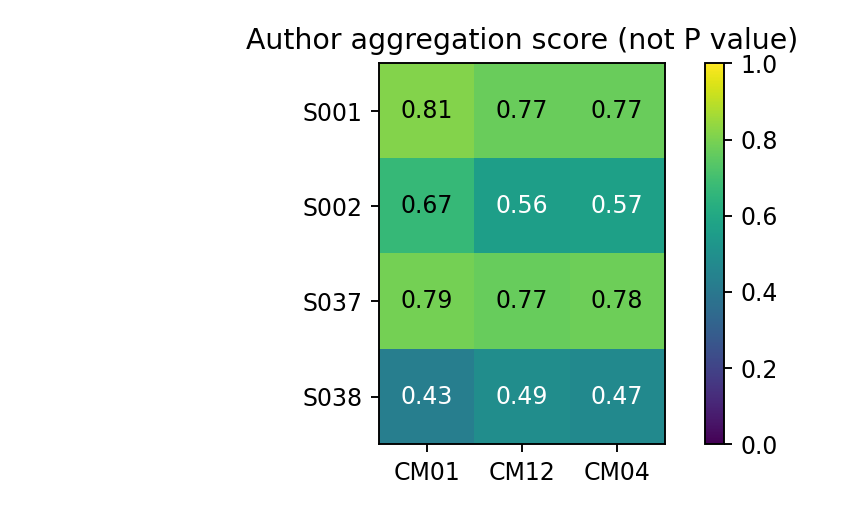 Author aggregation score (not P value)
S001 0.81 0.77 0.77
S002 0.67 0.56 0.57
S037 0.79 0.77 0.78
S038 0.43 0.49 0.47
CM01 CM12 CM04
1.0
0.8
0.6
0.4
0.2
0.0